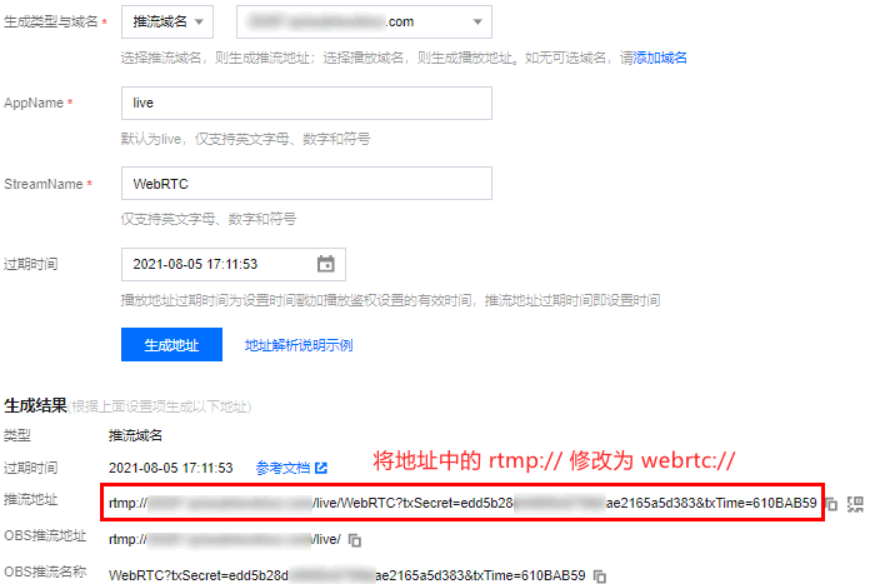 生成类型与域名 * 推流域名 .com
选择推流域名，则生成推流地址；选择播放域名，则生成播放地址。如无可选域名，请添加域名
AppName * live
默认为live，仅支持英文字母、数字和符号
StreamName * WebRTC
仅支持英文字母、数字和符号
过期时间 2021-08-05 17:11:53
播放地址过期时间为设置时间戳加播放鉴权设置的有效时间，推流地址过期时间即设置时间
生成地址 地址解析说明示例
生成结果(根据上面设置项生成以下地址)
类型 推流域名
将地址中的 rtmp:// 修改为 webrtc://
过期时间 2021-08-05 17:11:53 参考文档
推流地址 rtmp:// /live/WebRTC?txSecret=edd5b28 ae2165a5d383&txTime=610BAB59
OBS推流地址 rtmp:// /live/
OBS推流名称 WebRTC?txSecret=edd5b28d ae2165a5d383&txTime=610BAB59